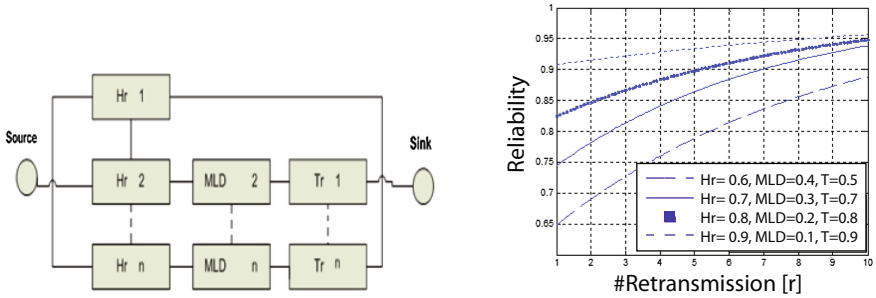 Source
Hr 1
Hr 2
MLD 2
Tr 1
Hr n
MLD n
Tr n
Sink
Reliability
1
0.95
0.9
0.85
0.8
0.75
0.7
0.65
Hr= 0.6, MLD=0.4, T=0.5
Hr= 0.7, MLD=0.3, T=0.7
Hr= 0.8, MLD=0.2, T=0.8
Hr= 0.9, MLD=0.1, T=0.9
1 2 3 4 5 6 7 8 9 10
#Retransmission [r]